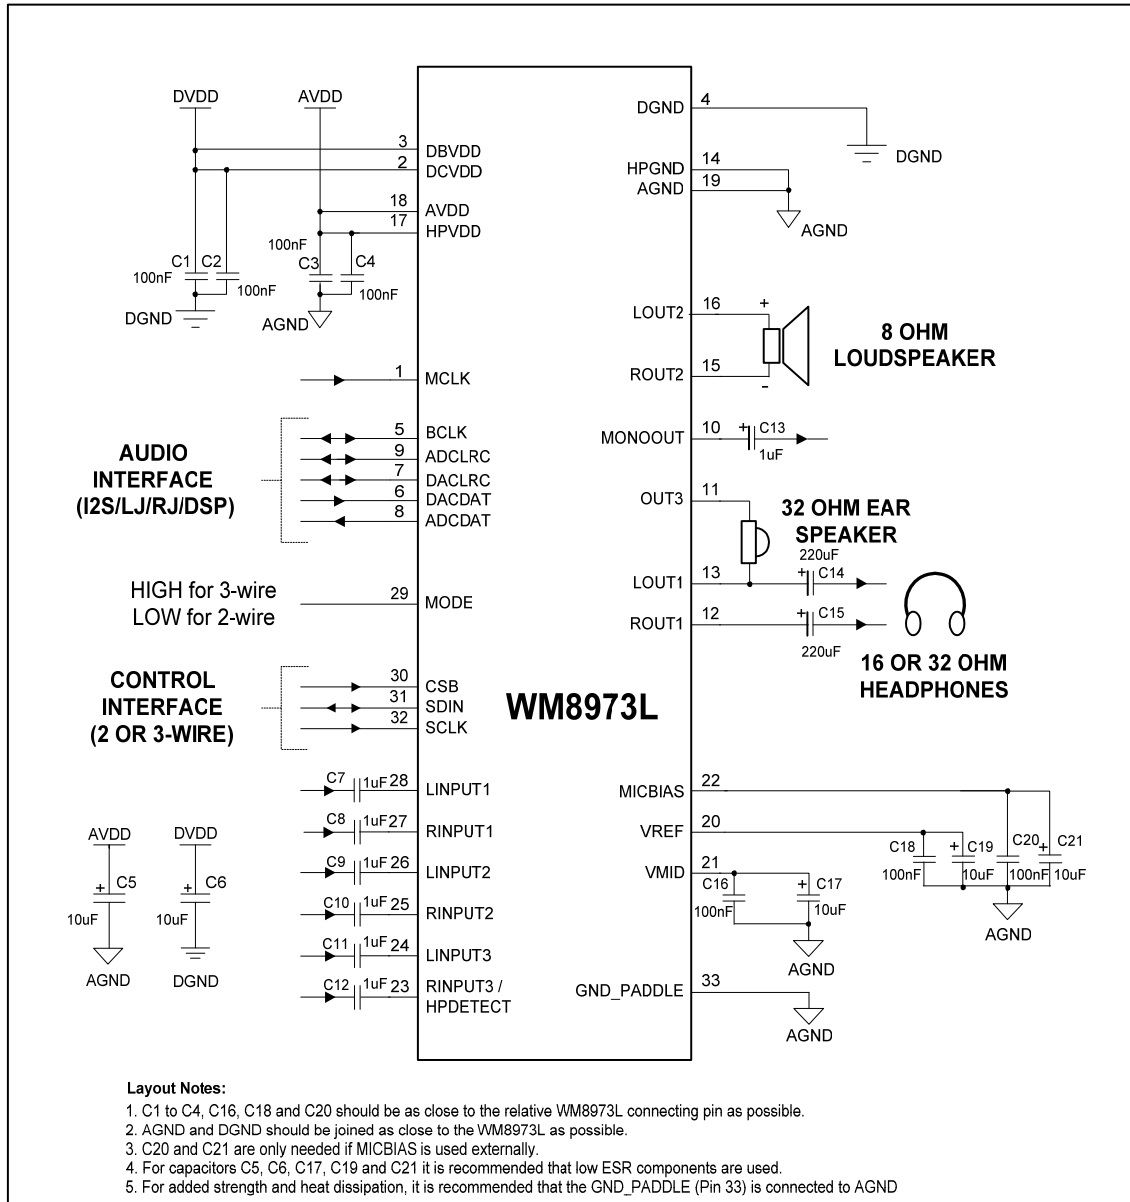 DVDD
AVDD
3
DBVDD
2
DCVDD
18
AVDD
17
HPVDD
100nF
C1
C2
C3
C4
100nF
100nF
100nF
DGND
AGND
1
MCLK
AUDIO
INTERFACE
(I2S/LJ/RJ/DSP)
5
BCLK
9
ADCLRC
7
DACLRC
6
DACDAT
8
ADCDAT
HIGH for 3-wire
LOW for 2-wire
29
MODE
CONTROL
INTERFACE
(2 OR 3-WIRE)
30
CSB
31
SDIN
32
SCLK
C7
1uF
28
LINPUT1
C8
1uF
27
RINPUT1
C9
1uF
26
LINPUT2
C10
1uF
25
RINPUT2
C11
1uF
24
LINPUT3
C12
1uF
23
RINPUT3 /
HPDETECT
AVDD
DVDD
+
C5
+
C6
10uF
10uF
AGND
DGND
WM8973L
DGND
4
DGND
HPGND
14
AGND
19
AGND
LOUT2
16
+
ROUT2
15
-
8 OHM
LOUDSPEAKER
MONOOUT
10
+
C13
1uF
OUT3
11
32 OHM EAR
SPEAKER
220uF
LOUT1
13
+
C14
ROUT1
12
+
C15
220uF
16 OR 32 OHM
HEADPHONES
MICBIAS
22
VREF
20
C18
+
C19
C20
+
C21
100nF
10uF
100nF
10uF
AGND
VMID
21
C16
+
C17
100nF
10uF
AGND
GND_PADDLE
33
AGND
Layout Notes:
1. C1 to C4, C16, C18 and C20 should be as close to the relative WM8973L connecting pin as possible.
2. AGND and DGND should be joined as close to the WM8973L as possible.
3. C20 and C21 are only needed if MICBIAS is used externally.
4. For capacitors C5, C6, C17, C19 and C21 it is recommended that low ESR components are used.
5. For added strength and heat dissipation, it is recommended that the GND_PADDLE (Pin 33) is connected to AGND